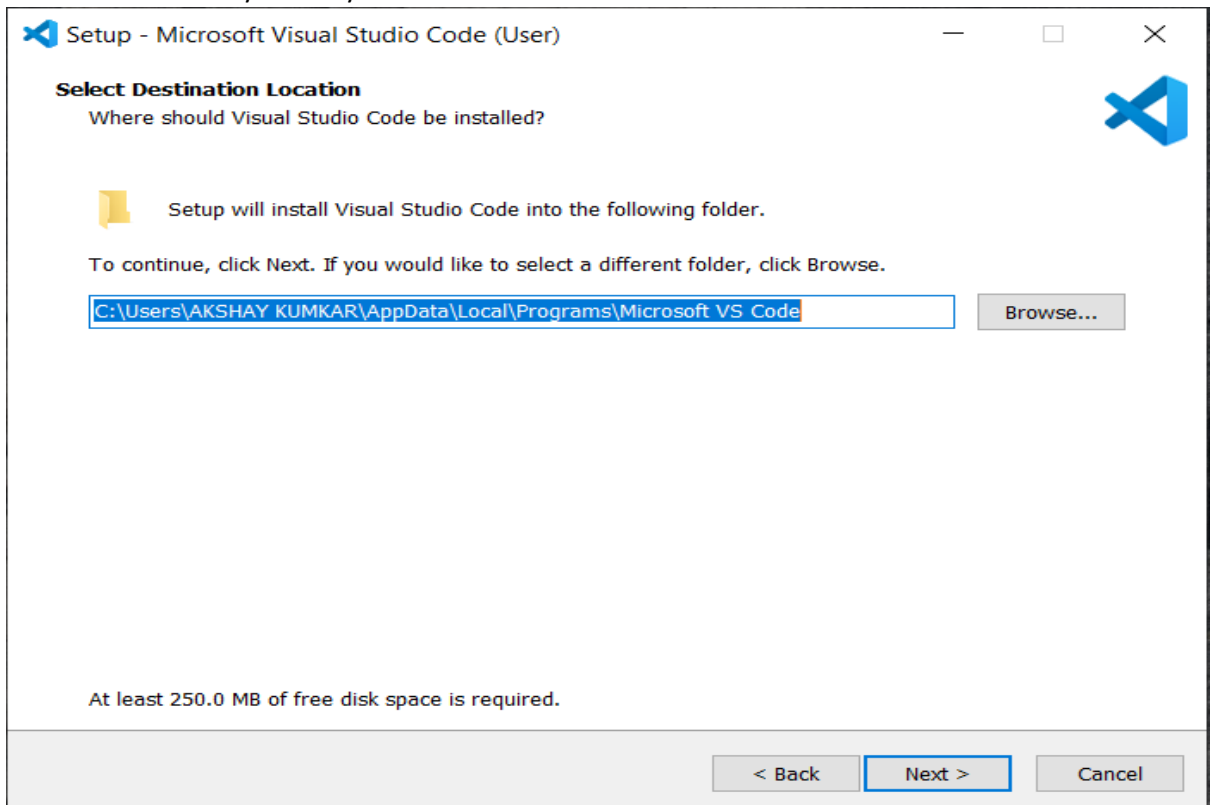 Setup - Microsoft Visual Studio Code (User)
Select Destination Location
Where should Visual Studio Code be installed?
Setup will install Visual Studio Code into the following folder.
To continue, click Next. If you would like to select a different folder, click Browse.
C:\Users\AKSHAY KUMKAR\AppData\Local\Programs\Microsoft VS Code
Browse...
At least 250.0 MB of free disk space is required.
< Back
Next >
Cancel